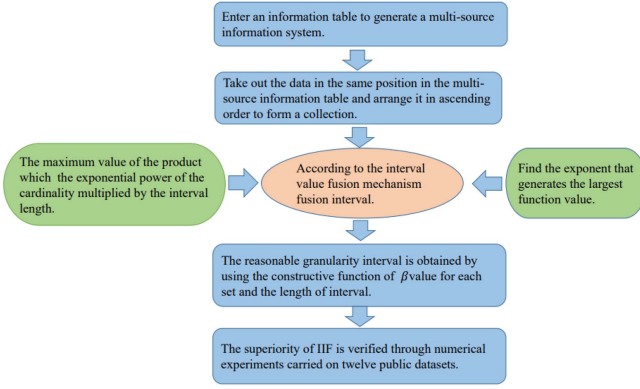 Enter an information table to generate a multi-source
information system.
Take out the data in the same position in the multi-
source information table and arrange it in ascending
order to form a collection.
The maximum value of the product
which the exponential power of the
cardinality multiplied by the interval
length.
According to the interval
value fusion mechanism
fusion interval.
Find the exponent that
generates the largest
function value.
The reasonable granularity interval is obtained by
using the constructive function of βvalue for each
set and the length of interval.
The superiority of IIF is verified through numerical
experiments carried on twelve public datasets.